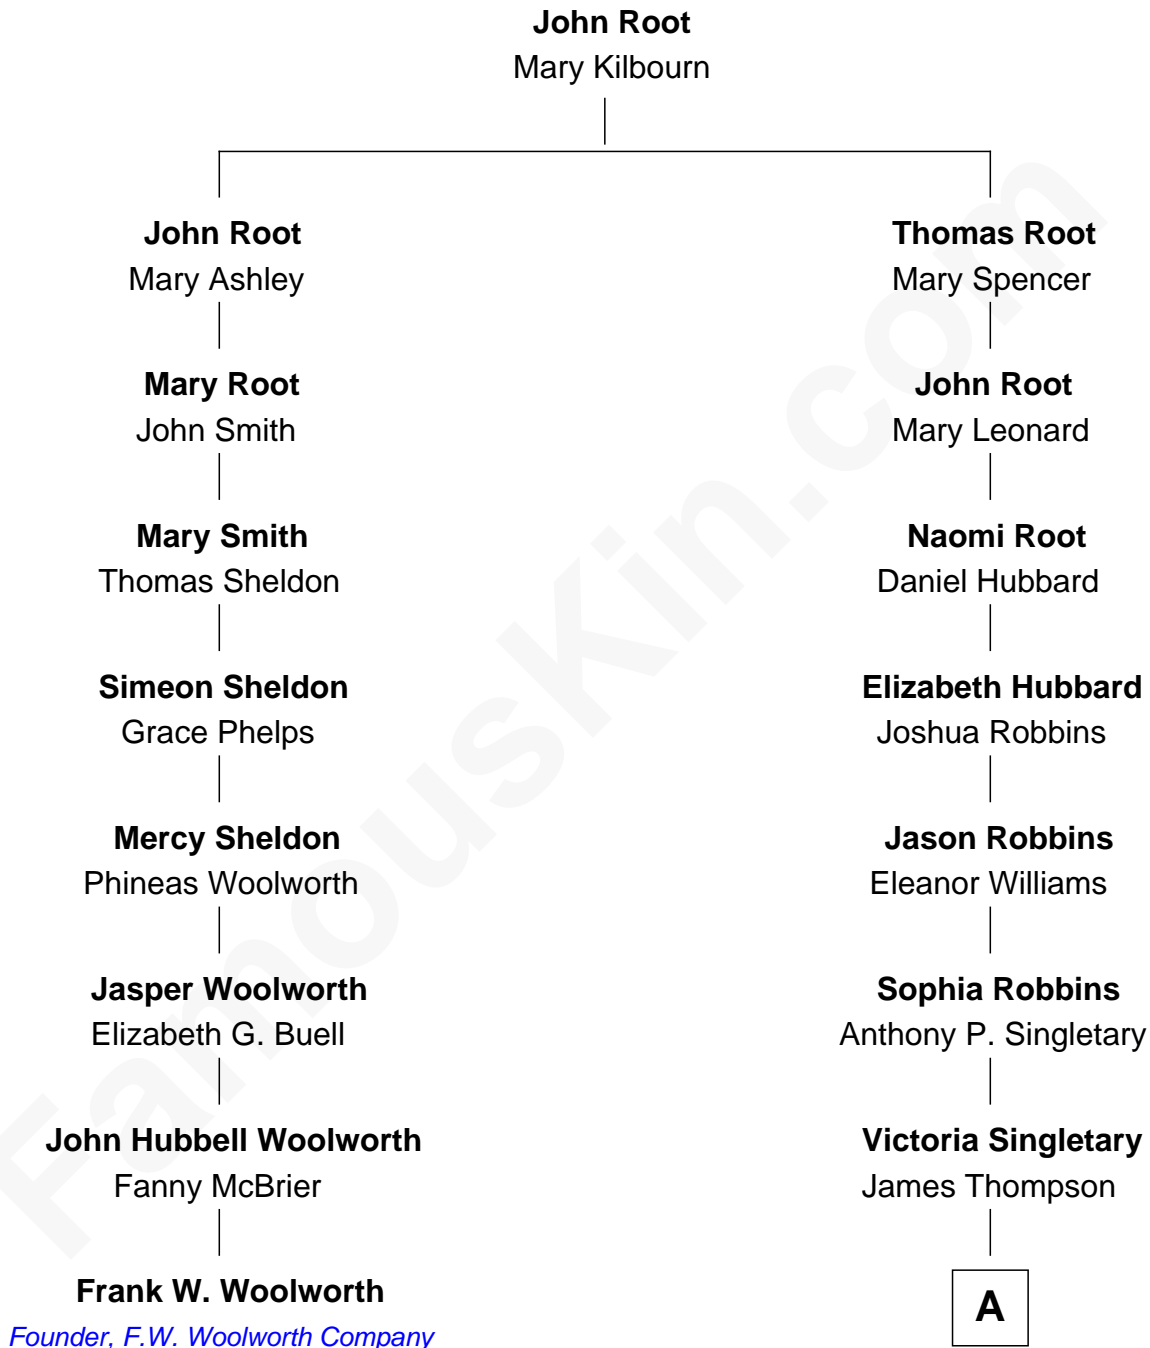 John Root
Mary Kilbourn
John Root
Mary Ashley
Thomas Root
Mary Spencer
Mary Root
John Smith
John Root
Mary Leonard
Mary Smith
Thomas Sheldon
Naomi Root
Daniel Hubbard
Simeon Sheldon
Grace Phelps
Elizabeth Hubbard
Joshua Robbins
Mercy Sheldon
Phineas Woolworth
Jason Robbins
Eleanor Williams
Jasper Woolworth
Elizabeth G. Buell
Sophia Robbins
Anthony P. Singletary
John Hubbell Woolworth
Fanny McBrier
Victoria Singletary
James Thompson
Frank W. Woolworth
Founder, F.W. Woolworth Company
A
FamousKin.com